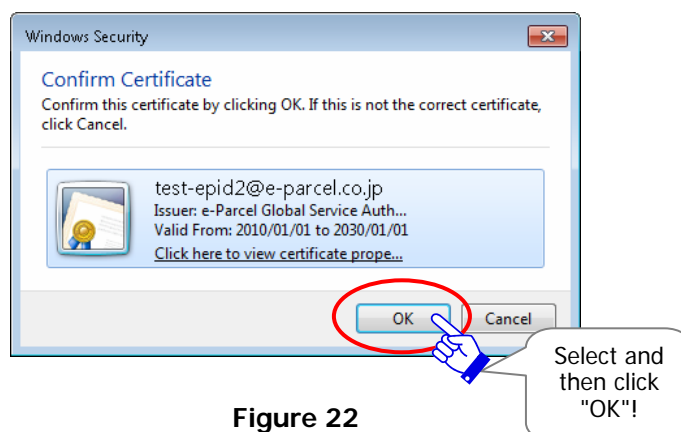 Windows Security
Confirm Certificate
Confirm this certificate by clicking OK. If this is not the correct certificate,
click Cancel.
test-epid2@e-parcel.co.jp
Issuer: e-Parcel Global Service Auth...
Valid From: 2010/01/01 to 2030/01/01
Click here to view certificate prope...
OK
Cancel
Select and
then click
"OK"!
Figure 22